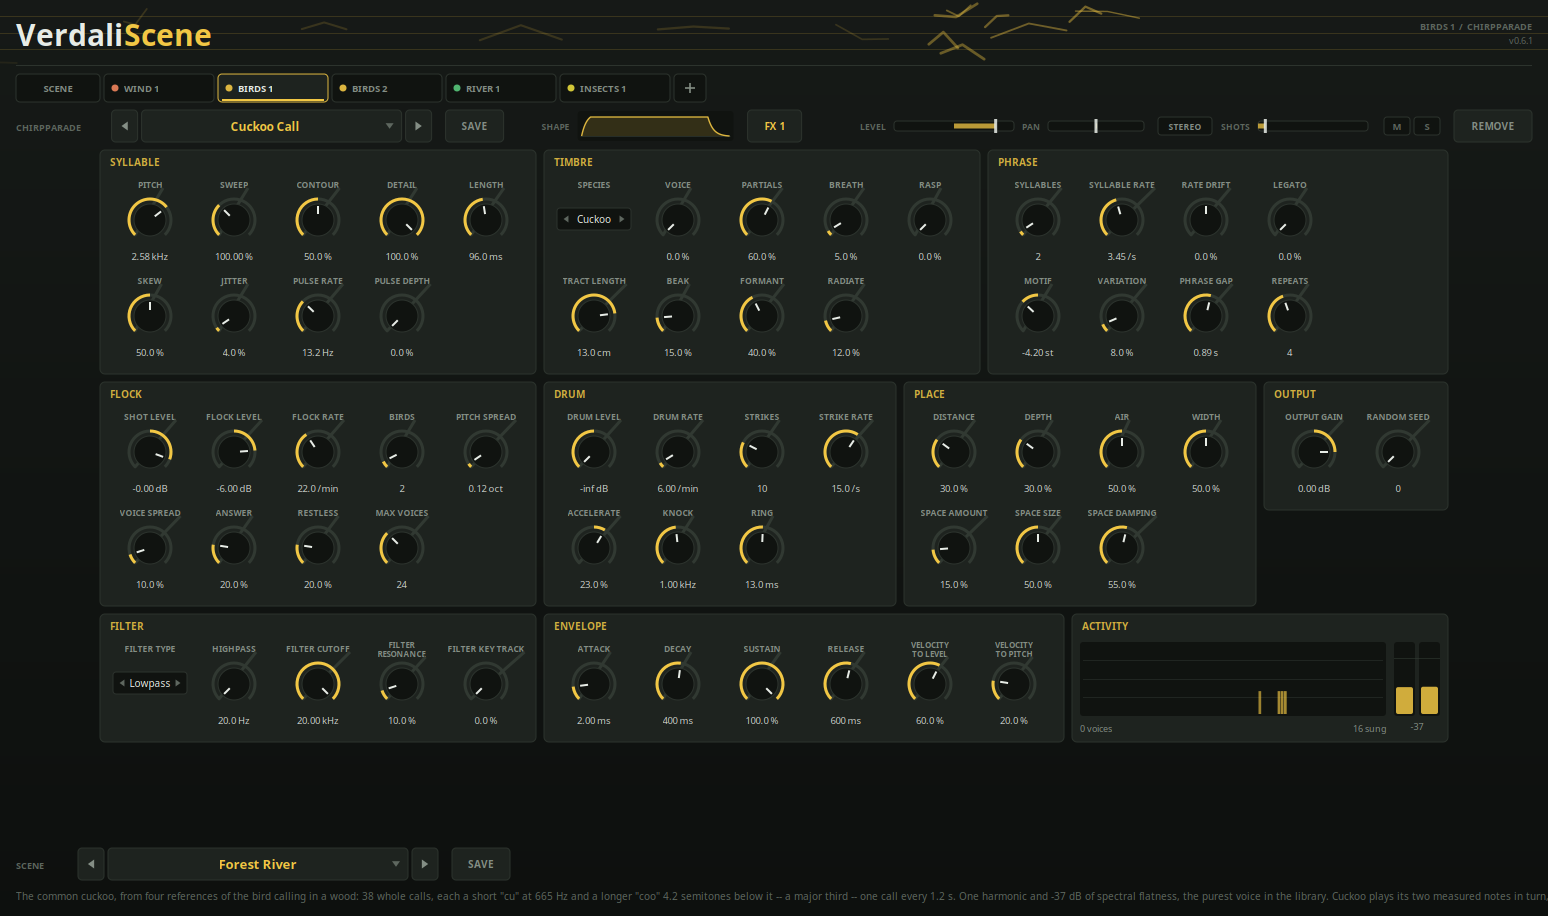 VerdaliScene
BIRDS 1 / CHIRPPARADE
v0.6.1
SCENE WIND 1 BIRDS 1 BIRDS 2 RIVER 1 INSECTS 1 +
CHIRPPARADE Cuckoo Call SAVE SHAPE FX 1 LEVEL PAN STEREO SHOTS M S REMOVE
SYLLABLE
PITCH SWEEP CONTOUR DETAIL LENGTH
2.58 kHz 100.00 % 50.0 % 100.0 % 96.0 ms
SKEW JITTER PULSE RATE PULSE DEPTH
50.0 % 4.0 % 13.2 Hz 0.0 %
TIMBRE
SPECIES VOICE PARTIALS BREATH RASP
Cuckoo
0.0 % 60.0 % 5.0 % 0.0 %
TRACT LENGTH BEAK FORMANT RADIATE
13.0 cm 15.0 % 40.0 % 12.0 %
PHRASE
SYLLABLES SYLLABLE RATE RATE DRIFT LEGATO
2 3.45 /s 0.0 % 0.0 %
MOTIF VARIATION PHRASE GAP REPEATS
-4.20 st 8.0 % 0.89 s 4
FLOCK
SHOT LEVEL FLOCK LEVEL FLOCK RATE BIRDS PITCH SPREAD
-0.00 dB -6.00 dB 22.0 /min 2 0.12 oct
VOICE SPREAD ANSWER RESTLESS MAX VOICES
10.0 % 20.0 % 20.0 % 24
DRUM
DRUM LEVEL DRUM RATE STRIKES STRIKE RATE
-inf dB 6.00 /min 10 15.0 /s
ACCELERATE KNOCK RING
23.0 % 1.00 kHz 13.0 ms
PLACE
DISTANCE DEPTH AIR WIDTH
30.0 % 30.0 % 50.0 % 50.0 %
SPACE AMOUNT SPACE SIZE SPACE DAMPING
15.0 % 50.0 % 55.0 %
OUTPUT
OUTPUT GAIN RANDOM SEED
0.00 dB 0
FILTER
FILTER TYPE HIGHPASS FILTER CUTOFF FILTER RESONANCE FILTER KEY TRACK
Lowpass
20.0 Hz 20.00 kHz 10.0 % 0.0 %
ENVELOPE
ATTACK DECAY SUSTAIN RELEASE VELOCITY TO LEVEL VELOCITY TO PITCH
2.00 ms 400 ms 100.0 % 600 ms 60.0 % 20.0 %
ACTIVITY
0 voices 16 sung -37
SCENE Forest River SAVE
The common cuckoo, from four references of the bird calling in a wood: 38 whole calls, each a short "cu" at 665 Hz and a longer "coo" 4.2 semitones below it -- a major third -- one call every 1.2 s. One harmonic and -37 dB of spectral flatness, the purest voice in the library. Cuckoo plays its two measured notes in turn,